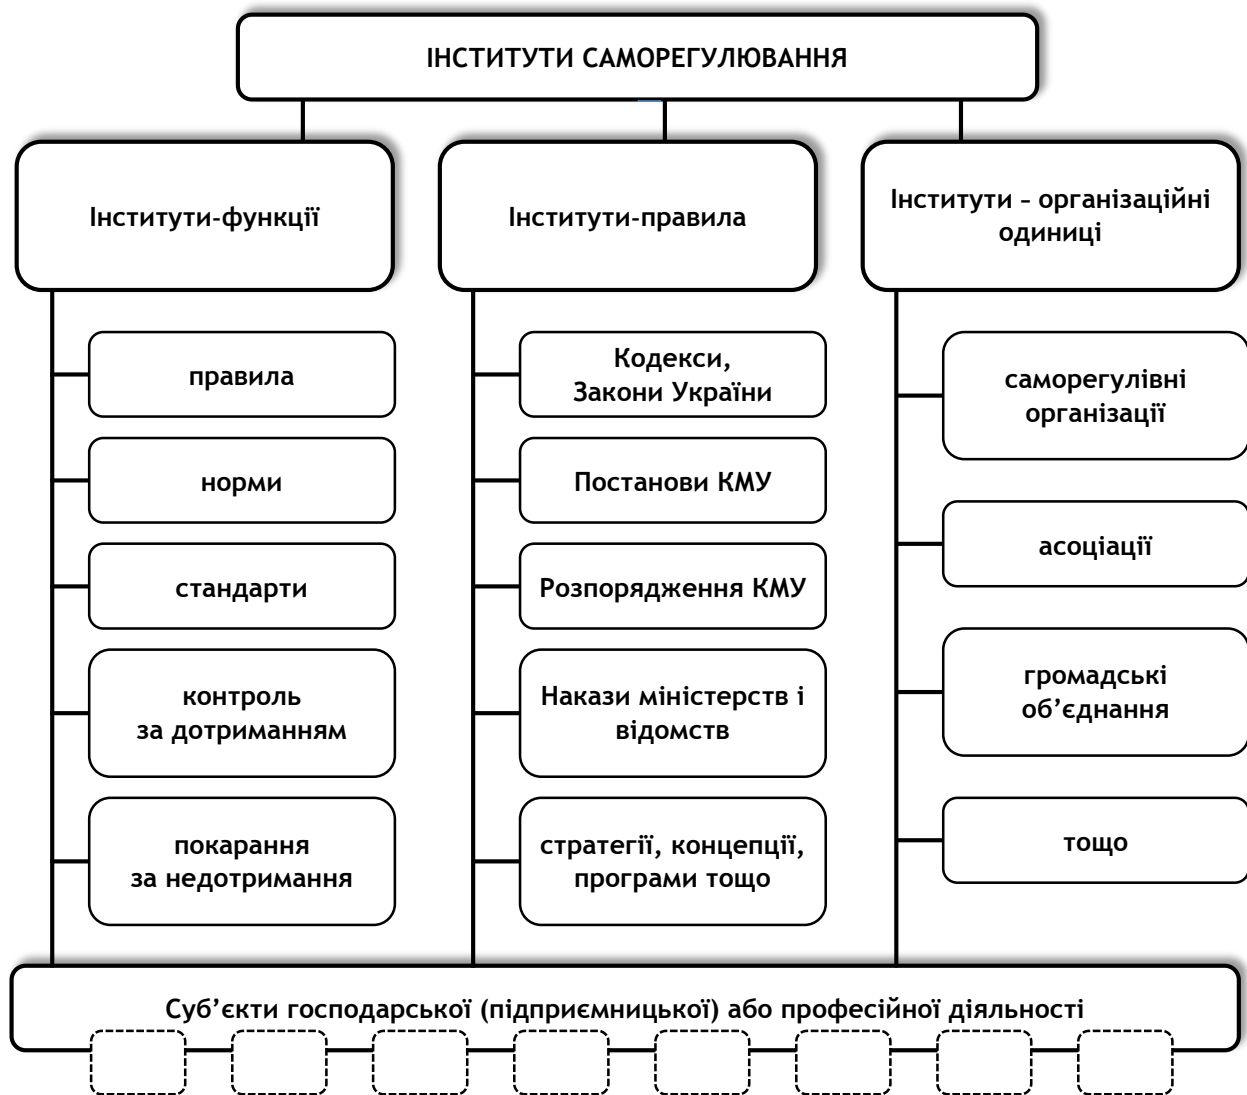 ІНСТИТУТИ САМОРЕГУЛЮВАННЯ
Інститути-функції
правила
норми
стандарти
контроль
за дотриманням
покарання
за недотримання
Інститути-правила
Кодекси,
Закони України
Постанови КМУ
Розпорядження КМУ
Накази міністерств і
відомств
стратегії, концепції,
програми тощо
Інститути – організаційні
одиниці
саморегулівні
організації
асоціації
громадські
об’єднання
тощо
Суб’єкти господарської (підприємницької) або професійної діяльності